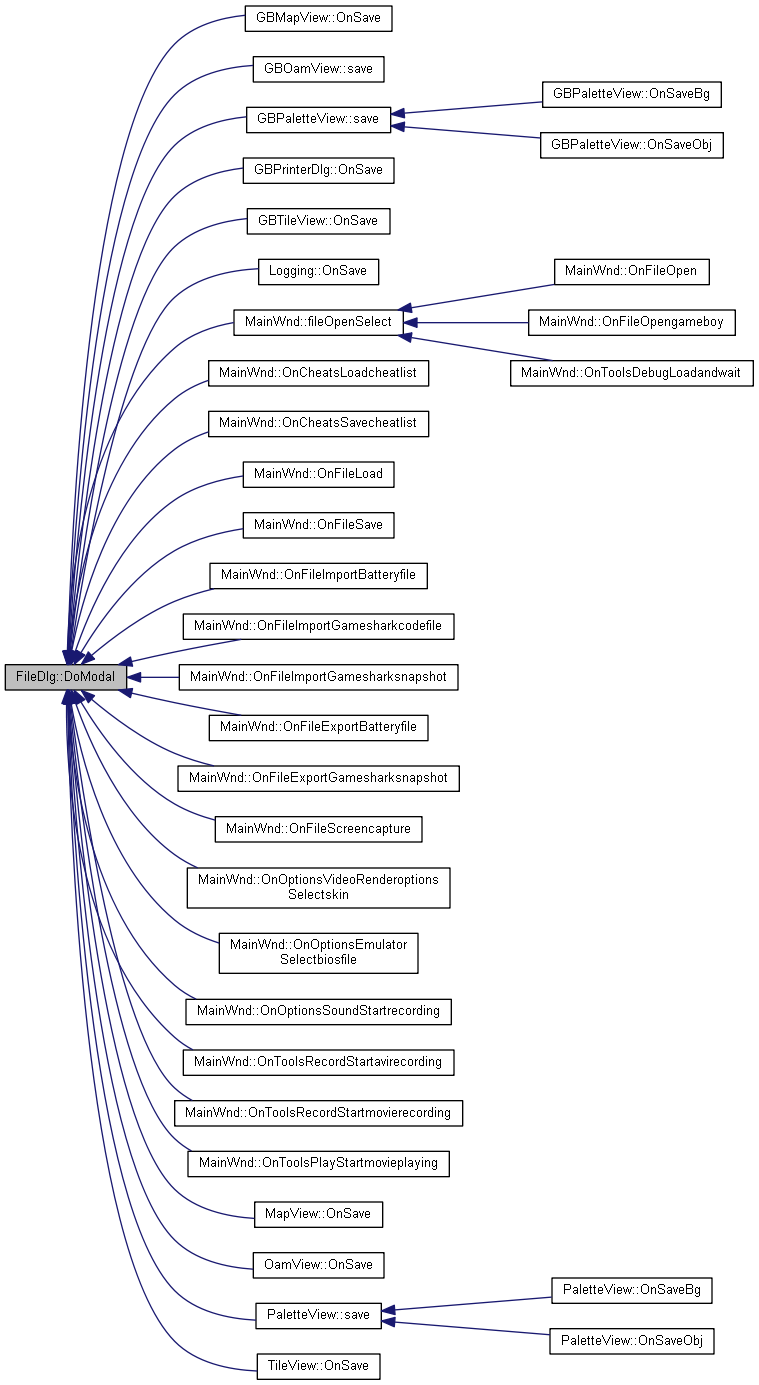 GBMapView::OnSave
GBOamView::save
GBPaletteView::OnSaveBg
GBPaletteView::save
GBPaletteView::OnSaveObj
GBPrinterDlg::OnSave
GBTileView::OnSave
Logging::OnSave
MainWnd::OnFileOpen
MainWnd::fileOpenSelect
MainWnd::OnFileOpengameboy
MainWnd::OnCheatsLoadcheatlist
MainWnd::OnToolsDebugLoadandwait
MainWnd::OnCheatsSavecheatlist
MainWnd::OnFileLoad
MainWnd::OnFileSave
MainWnd::OnFileImportBatteryfile
MainWnd::OnFileImportGamesharkcodefile
FileDlg::DoModal
MainWnd::OnFileImportGamesharksnapshot
MainWnd::OnFileExportBatteryfile
MainWnd::OnFileExportGamesharksnapshot
MainWnd::OnFileScreencapture
MainWnd::OnOptionsVideoRenderoptions
Selectskin
MainWnd::OnOptionsEmulator
Selectbiosfile
MainWnd::OnOptionsSoundStartrecording
MainWnd::OnToolsRecordStartavirecording
MainWnd::OnToolsRecordStartmovierecording
MainWnd::OnToolsPlayStartmovieplaying
MapView::OnSave
OamView::OnSave
PaletteView::OnSaveBg
PaletteView::save
PaletteView::OnSaveObj
TileView::OnSave